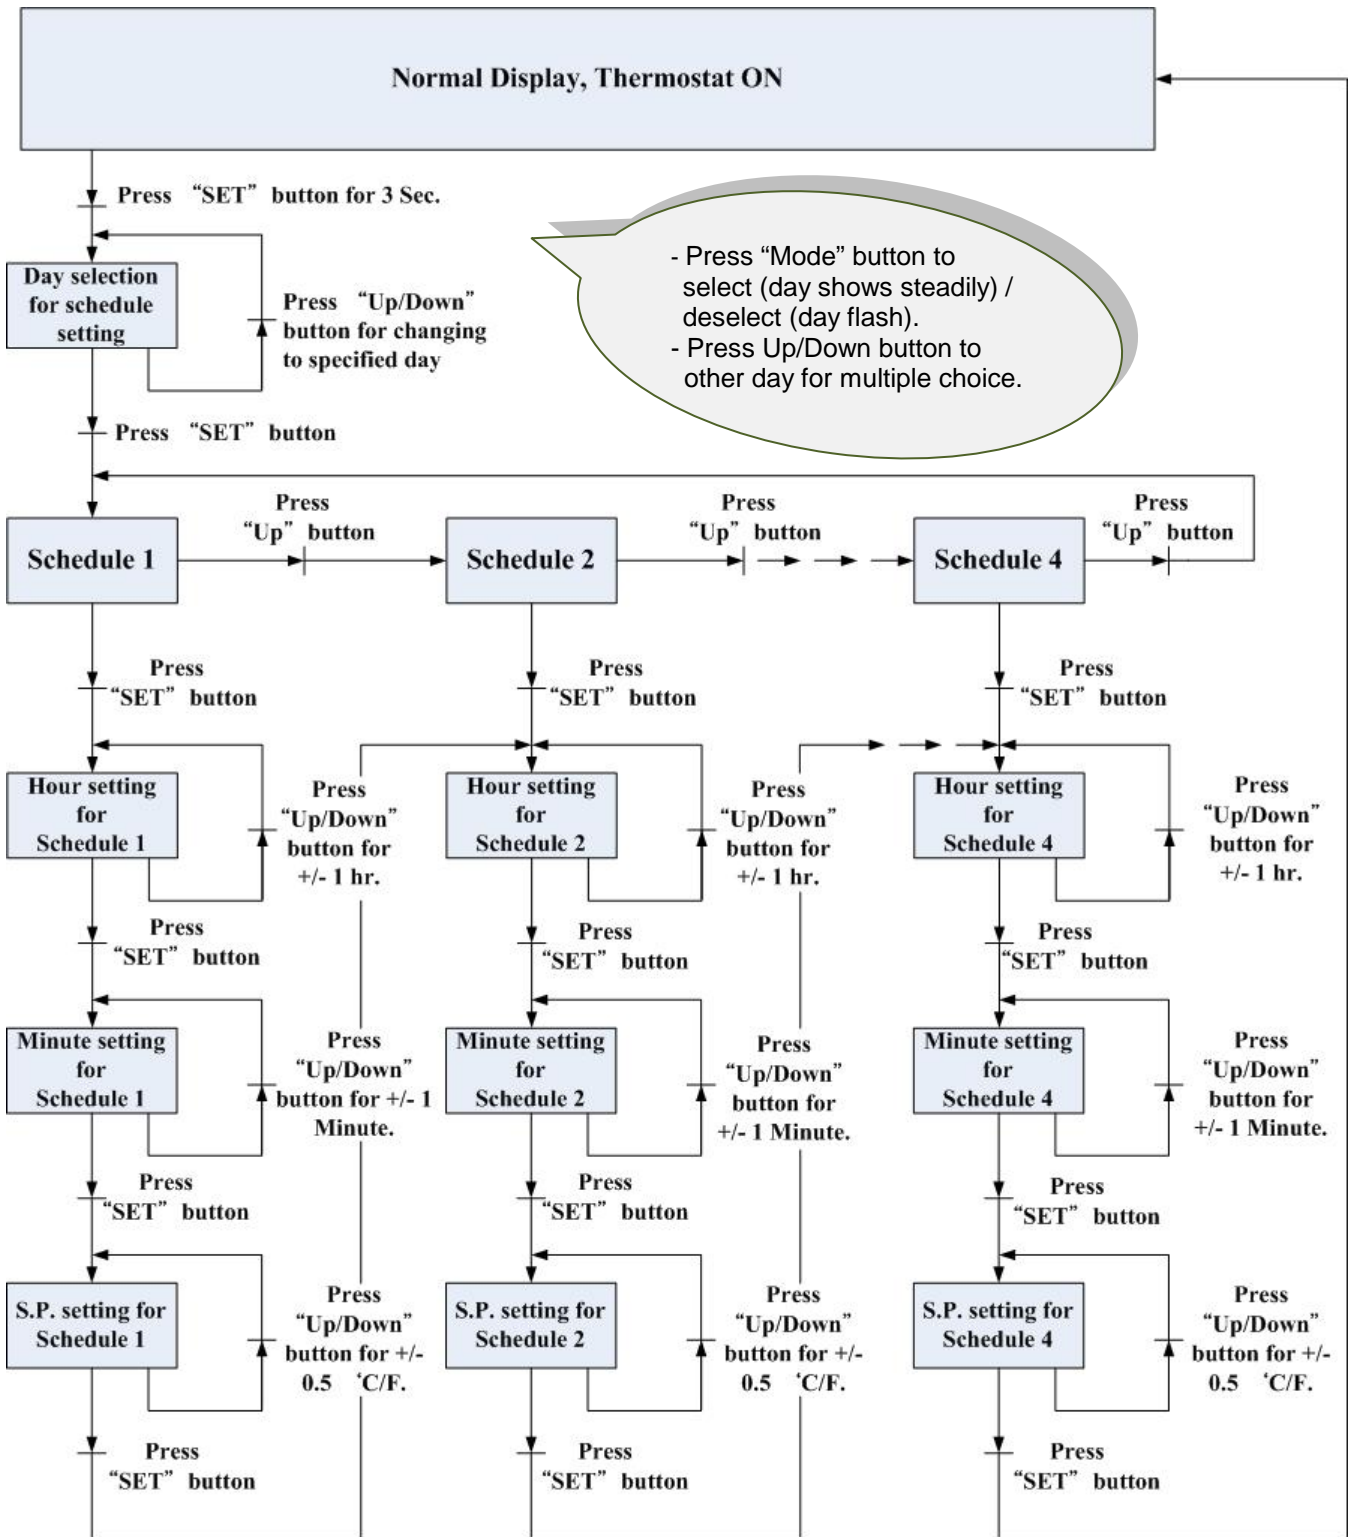 Normal Display, Thermostat ON
Press “SET” button for 3 Sec.
- Press “Mode” button to
select (day shows steadily) /
deselect (day flash).
- Press Up/Down button to
other day for multiple choice.
Day selection
for schedule
setting
Press “Up/Down”
button for changing
to specified day
Press “SET” button
Schedule 1
Press
“Up” button
Schedule 2
Press
“Up” button
Schedule 4
Press
“Up” button
Press
“SET” button
Press
“SET” button
Press
“SET” button
Hour setting
for
Schedule 1
Press
“Up/Down”
button for
+/- 1 hr.
Hour setting
for
Schedule 2
Press
“Up/Down”
button for
+/- 1 hr.
Hour setting
for
Schedule 4
Press
“Up/Down”
button for
+/- 1 hr.
Press
“SET” button
Press
“SET” button
Press
“SET” button
Minute setting
for
Schedule 1
Press
“Up/Down”
button for +/- 1
Minute.
Minute setting
for
Schedule 2
Press
“Up/Down”
button for
+/- 1 Minute.
Minute setting
for
Schedule 4
Press
“Up/Down”
button for
+/- 1 Minute.
Press
“SET” button
Press
“SET” button
Press
“SET” button
S.P. setting for
Schedule 1
Press
“Up/Down”
button for +/-
0.5 ‘C/F.
S.P. setting for
Schedule 2
Press
“Up/Down”
button for +/-
0.5 ‘C/F.
S.P. setting for
Schedule 4
Press
“Up/Down”
button for +/-
0.5 ‘C/F.
Press
“SET” button
Press
“SET” button
Press
“SET” button